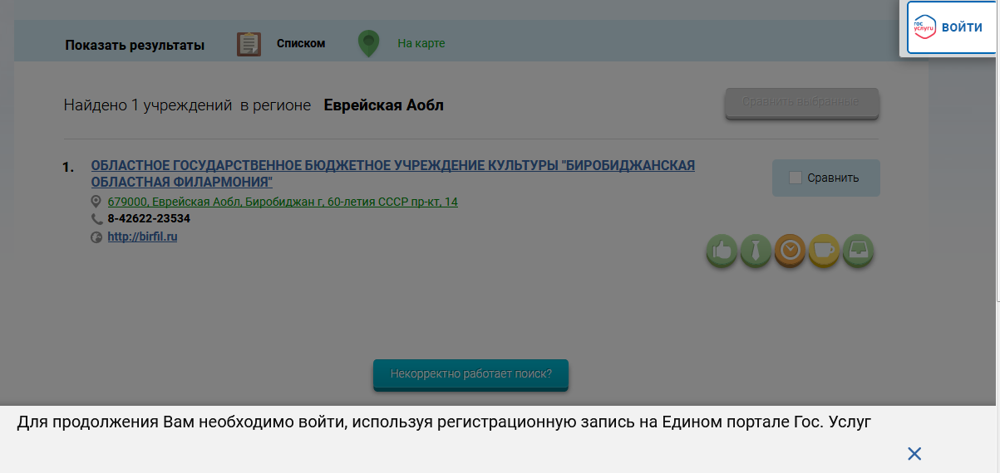 гос
услуги
ВОЙТИ
Показать результаты
Списком
На карте
Найдено 1 учреждений в регионе Еврейская Аобл
Сравнить выбранные
1.
ОБЛАСТНОЕ ГОСУДАРСТВЕННОЕ БЮДЖЕТНОЕ УЧРЕЖДЕНИЕ КУЛЬТУРЫ "БИРОБИДЖАНСКАЯ
ОБЛАСТНАЯ ФИЛАРМОНИЯ"
Сравнить
679000, Еврейская Аобл, Биробиджан г, 60-летия СССР пр-кт, 14
8-42622-23534
http://birfil.ru
Некорректно работает поиск?
Для продолжения Вам необходимо войти, используя регистрационную запись на Едином портале Гос. Услуг